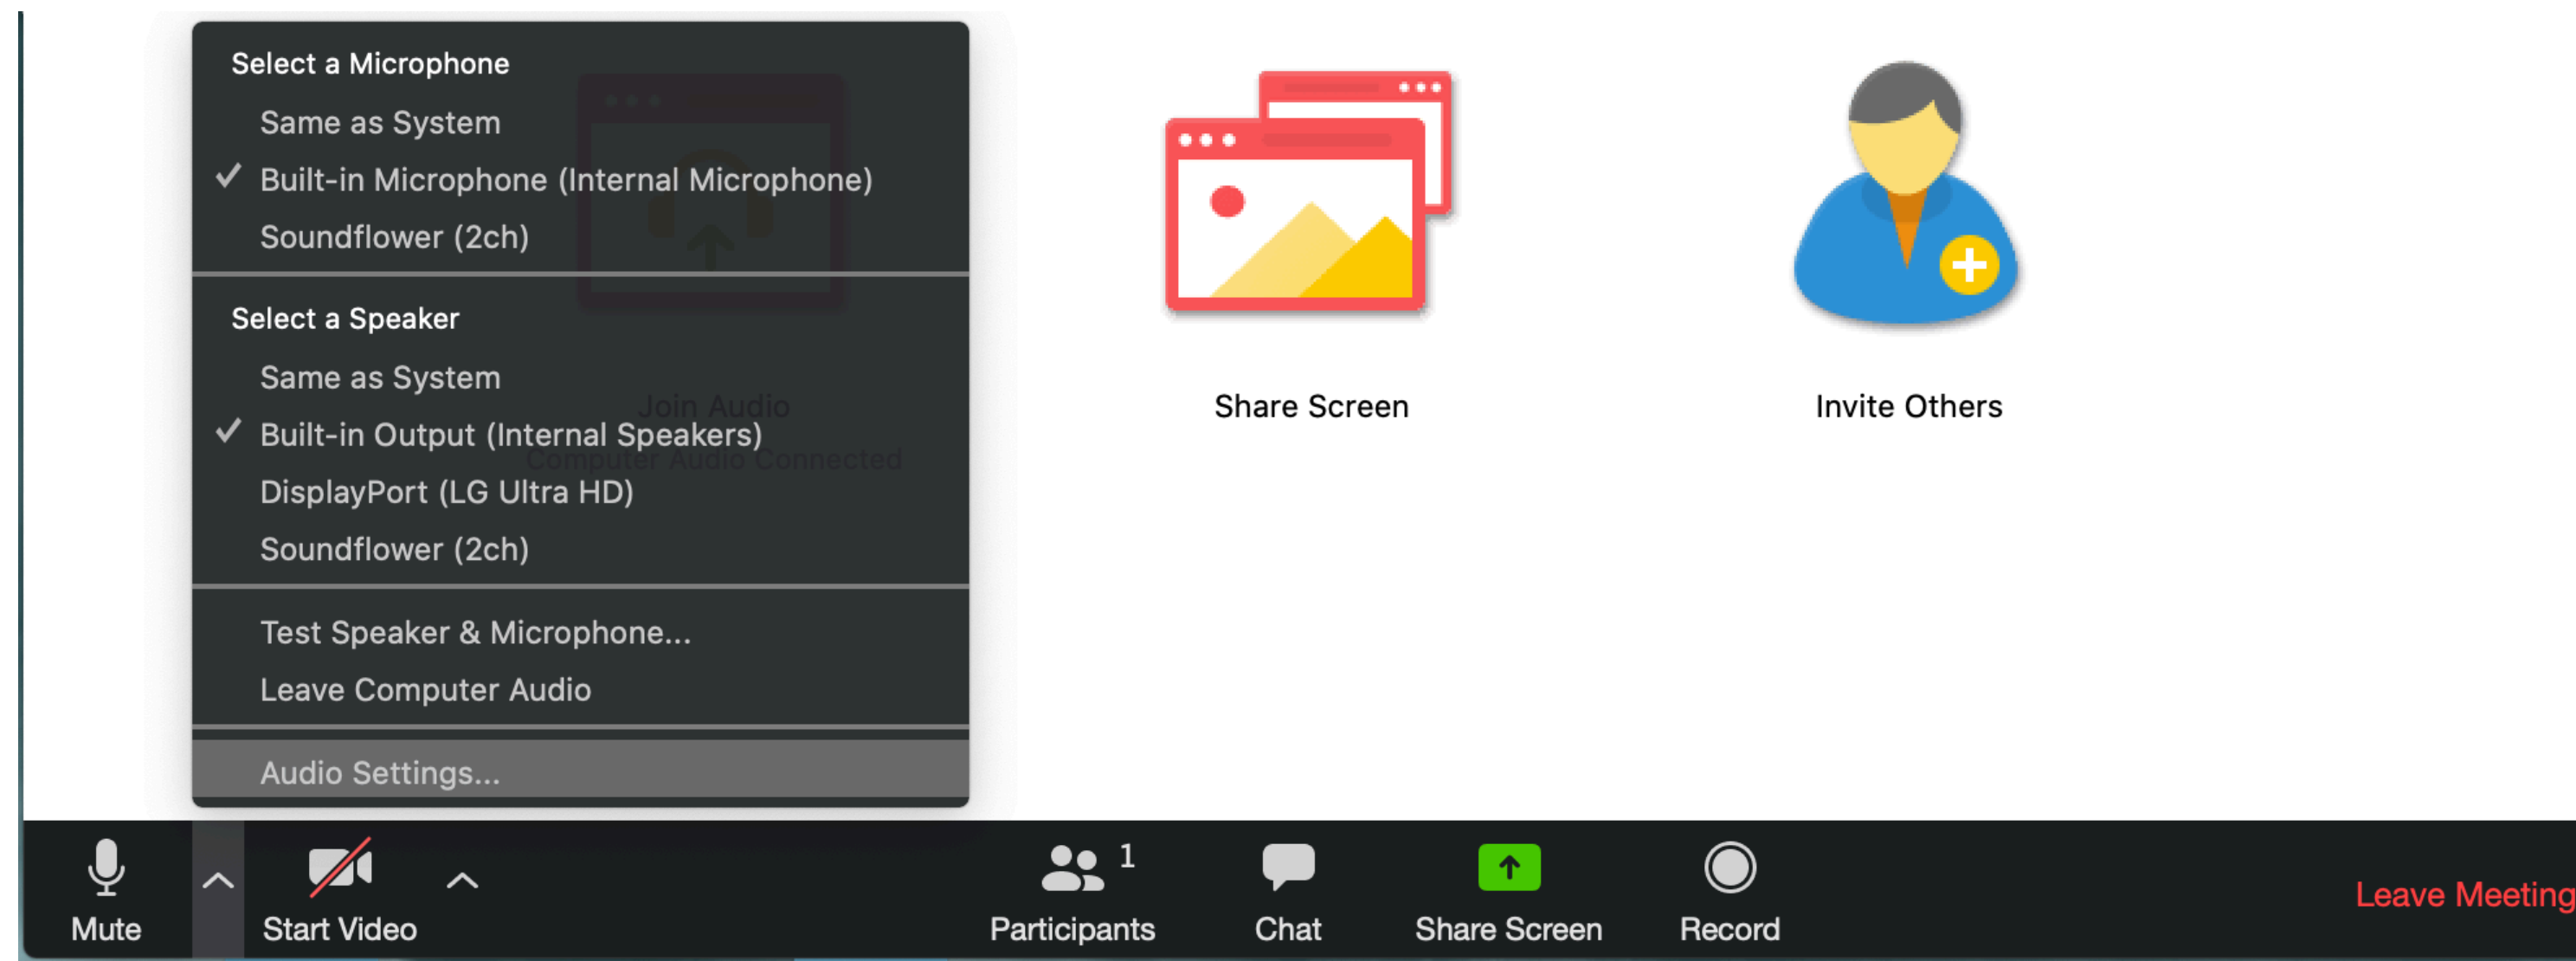 Select a Microphone
Same as System
✓ Built-in Microphone (Internal Microphone)
Soundflower (2ch)
Select a Speaker
Same as System
Join Audio
✓ Built-in Output (Internal Speakers)
Computer Audio Connected
DisplayPort (LG Ultra HD)
Soundflower (2ch)
Test Speaker & Microphone...
Leave Computer Audio
Audio Settings...
Share Screen
Invite Others
Mute
Start Video
1
Participants
Chat
Share Screen
Record
Leave Meeting